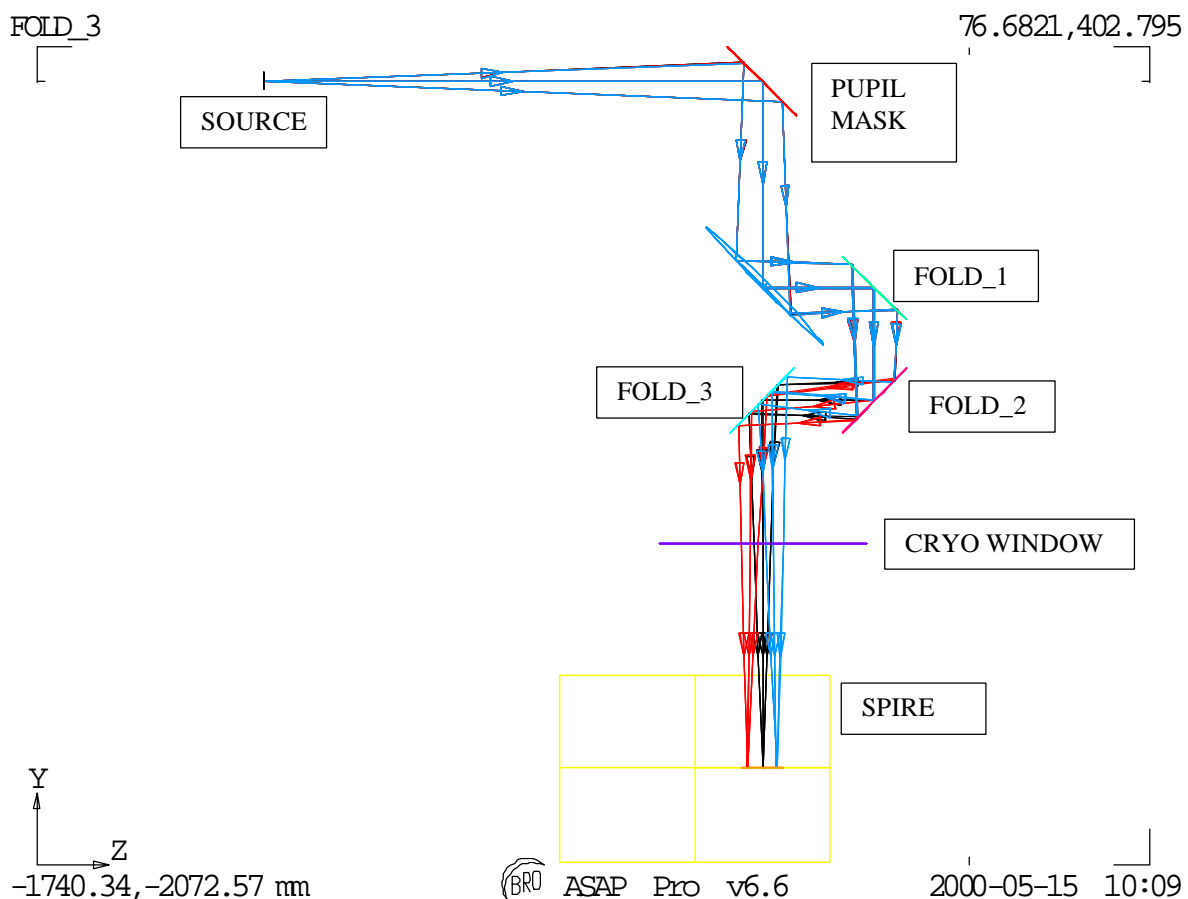 FOLD_3
76.6821,402.795
SOURCE
PUPIL
MASK
FOLD_1
FOLD_3
FOLD_2
CRYO WINDOW
SPIRE
Y
Z
-1740.34,-2072.57 mm
BRO
ASAP Pro v6.6
2000-05-15 10:09